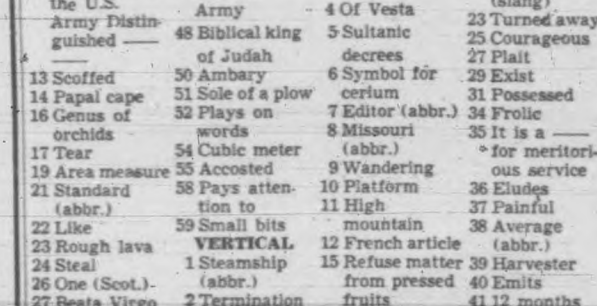 the U.S.
Army Distin-
guished —
—
13 Scoffed
14 Papal cape
16 Genus of
orchids
17 Tear
19 Area measure
21 Standard
(abbr.)
22 Like
23 Rough lava
24 Steal
26 One (Scot.)
27 Beata Virgo
Army
48 Biblical king
of Judah
50 Ambary
51 Sole of a plow
52 Plays on
words
54 Cubic meter
55 Accosted
58 Pays atten-
tion to
59 Small bits
VERTICAL
1 Steamship
(abbr.)
2 Termination
4 Of Vesta
5 Sultanic
decrees
6 Symbol for
cerium
7 Editor (abbr.)
8 Missouri
(abbr.)
9 Wandering
10 Platform
11 High
mountain
12 French article
15 Refuse matter
from pressed
fruits
(slang)
23 Turned away
25 Courageous
27 Plait
29 Exist
31 Possessed
34 Frolic
35 It is a —
for meritori-
ous service
36 Eludes
37 Painful
38 Average
(abbr.)
39 Harvester
40 Emits
41 12 months